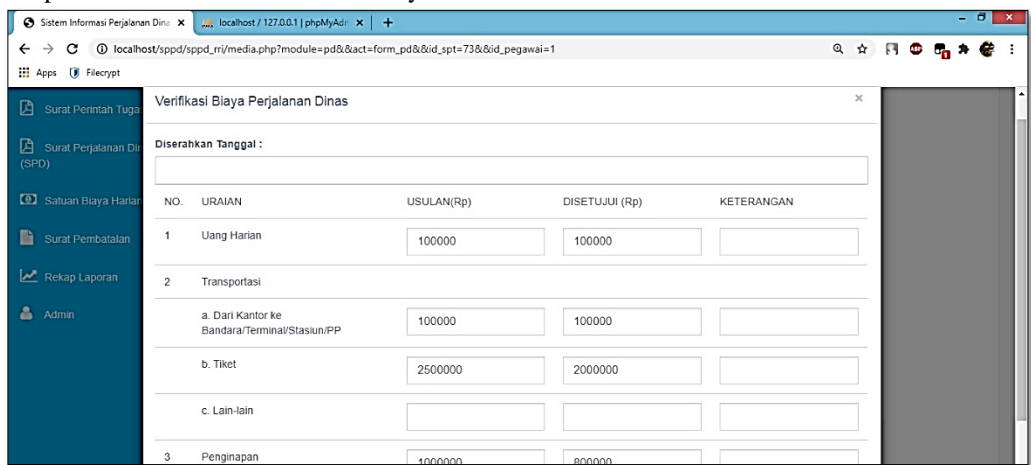 Sistem Informasi Perjalanan Dina
localhost / 127.0.0.1 | phpMyAdm
localhost/sppd/sppd_rri/media.php?module=pd&&act=form_pd&&id_spt=73&&id_pegawai=1
Apps Filecrypt
Verifikasi Biaya Perjalanan Dinas
Surat Perintah Tugas
Surat Perjalanan Din
(SPD)
Satuan Biaya Harian
Surat Pembatalan
Rekap Laporan
Admin
Diserahkan Tanggal :
NO. URAIAN USULAN(Rp) DISETUJUI (Rp) KETERANGAN
1 Uang Harian 100000 100000
2 Transportasi
a. Dari Kantor ke
Bandara/Terminal/Stasiun/PP 100000 100000
b. Tiket 2500000 2000000
c. Lain-lain
3 Penginapan 1000000 800000